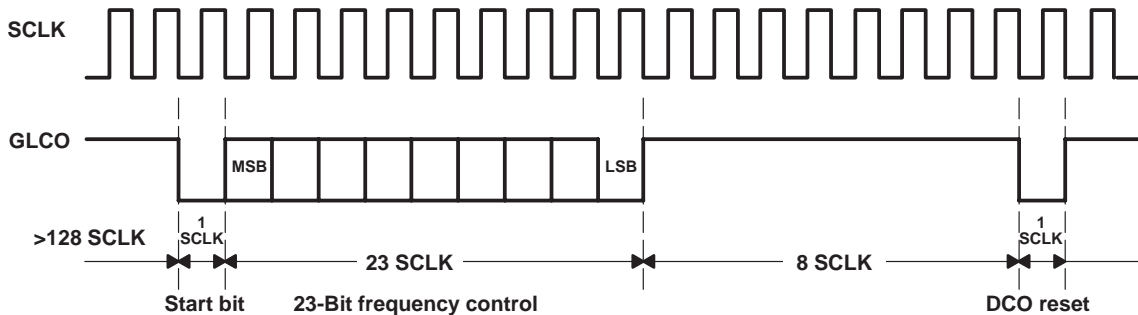 SCLK
GLCO
MSB
LSB
>128 SCLK
1
SCLK
23 SCLK
8 SCLK
1
SCLK
Start bit
23-Bit frequency control
DCO reset